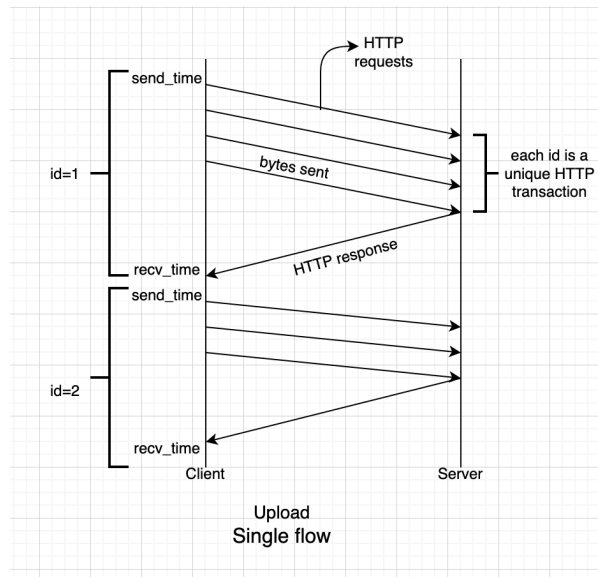 HTTP
requests
send_time
each id is a
unique HTTP
transaction
bytes sent
id=1
HTTP response
recv_time
send_time
id=2
recv_time
Client
Server
Upload
Single flow